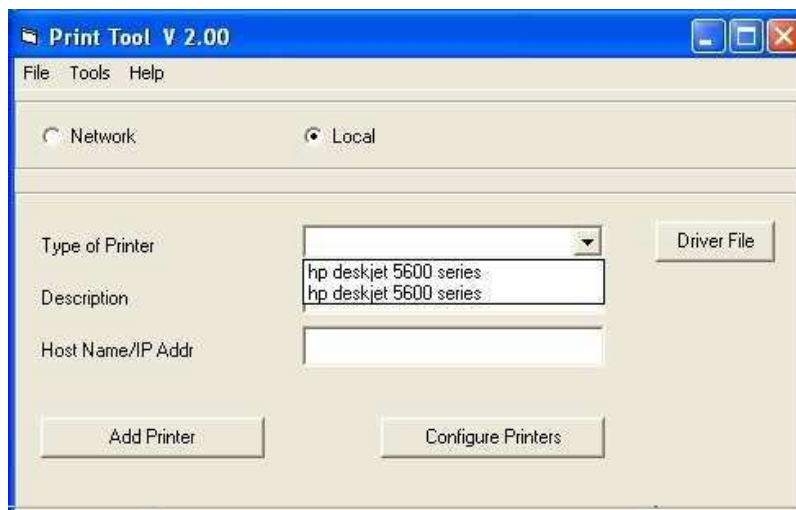 Print Tool V 2.00
File Tools Help
Network Local
Type of Printer Driver File
hp deskjet 5600 series
hp deskjet 5600 series
Description
Host Name/IP Addr
Add Printer Configure Printers